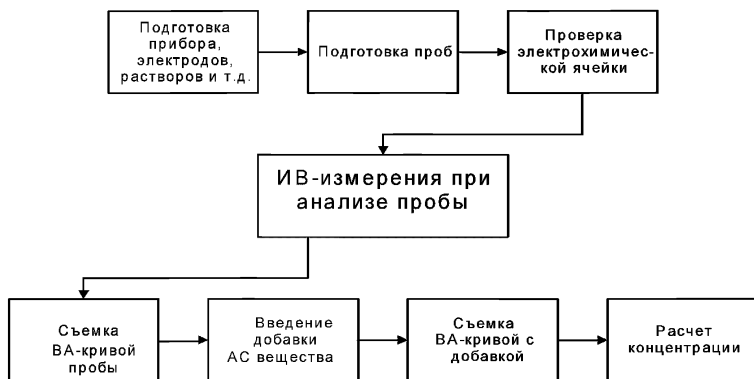 Подготовка
прибора,
электродов,
растворов и т.д.
Подготовка проб
Проверка
электрохимичес-
кой ячейки
ИВ-измерения при
анализе пробы
Съемка
ВА-кривой
пробы
Введение
добавки
АС вещества
Съемка
ВА-кривой с
добавкой
Расчет
концентрации